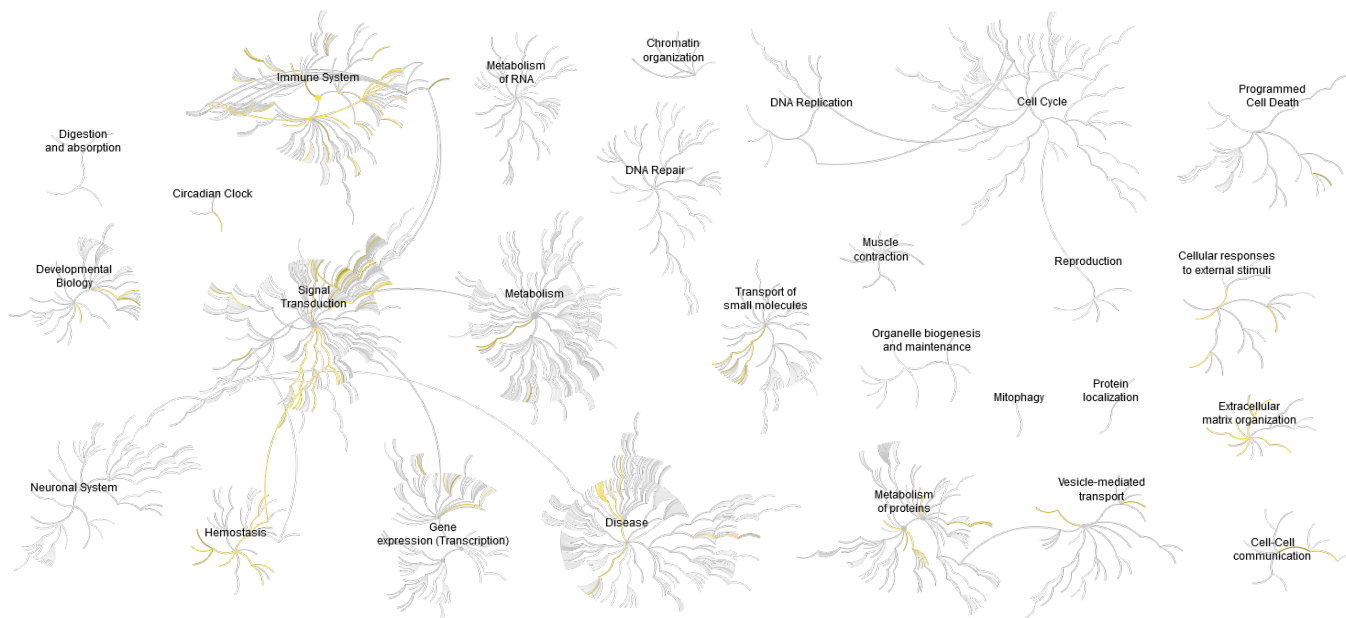 Immune System
Metabolism
of RNA
Chromatin
organization
DNA Replication
Cell Cycle
Programmed
Cell Death
Digestion
and absorption
Circadian Clock
DNA Repair
Developmental
Biology
Signal
Transduction
Metabolism
Transport of
small molecules
Muscle
contraction
Reproduction
Cellular responses
to external stimuli
Organelle biogenesis
and maintenance
Mitophagy
Protein
localization
Extracellular
matrix organization
Neuronal System
Hemostasis
Gene
expression (Transcription)
Disease
Metabolism
of proteins
Vesicle-mediated
transport
Cell-Cell
communication